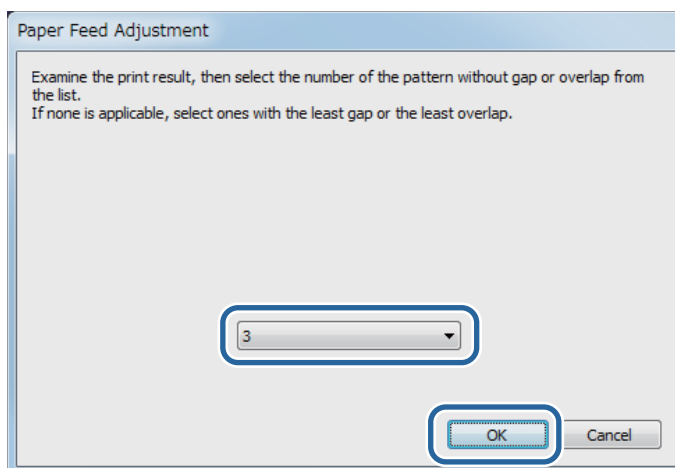 Paper Feed Adjustment
Examine the print result, then select the number of the pattern without gap or overlap from
the list.
If none is applicable, select ones with the least gap or the least overlap.
3
OK Cancel